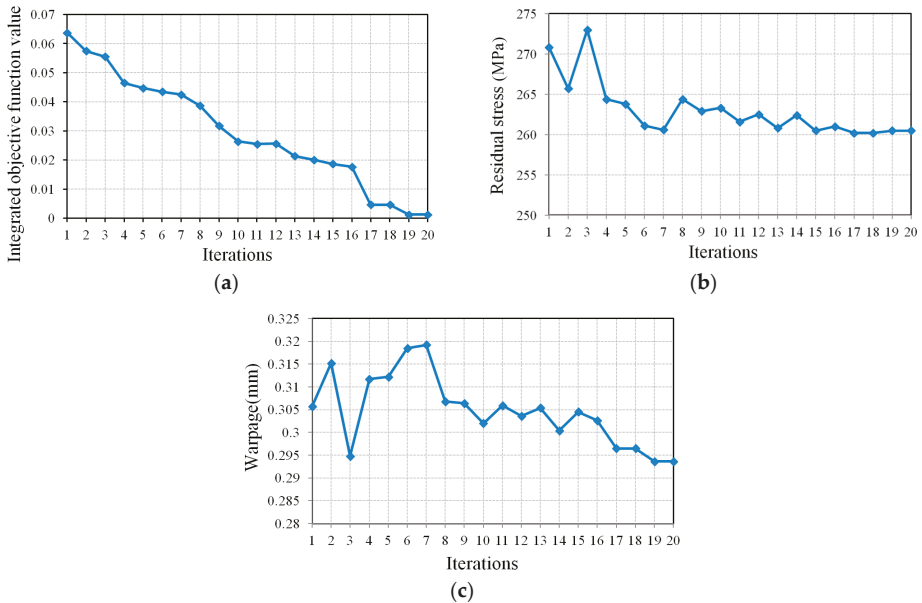 Integrated objective function value
0.07
0.06
0.05
0.04
0.03
0.02
0.01
0
1 2 3 4 5 6 7 8 9 10 11 12 13 14 15 16 17 18 19 20
Iterations
(a)
Residual stress (MPa)
275
270
265
260
255
250
1 2 3 4 5 6 7 8 9 10 11 12 13 14 15 16 17 18 19 20
Iterations
(b)
Warpage(mm)
0.325
0.32
0.315
0.31
0.305
0.3
0.295
0.29
0.285
0.28
1 2 3 4 5 6 7 8 9 10 11 12 13 14 15 16 17 18 19 20
Iterations
(c)